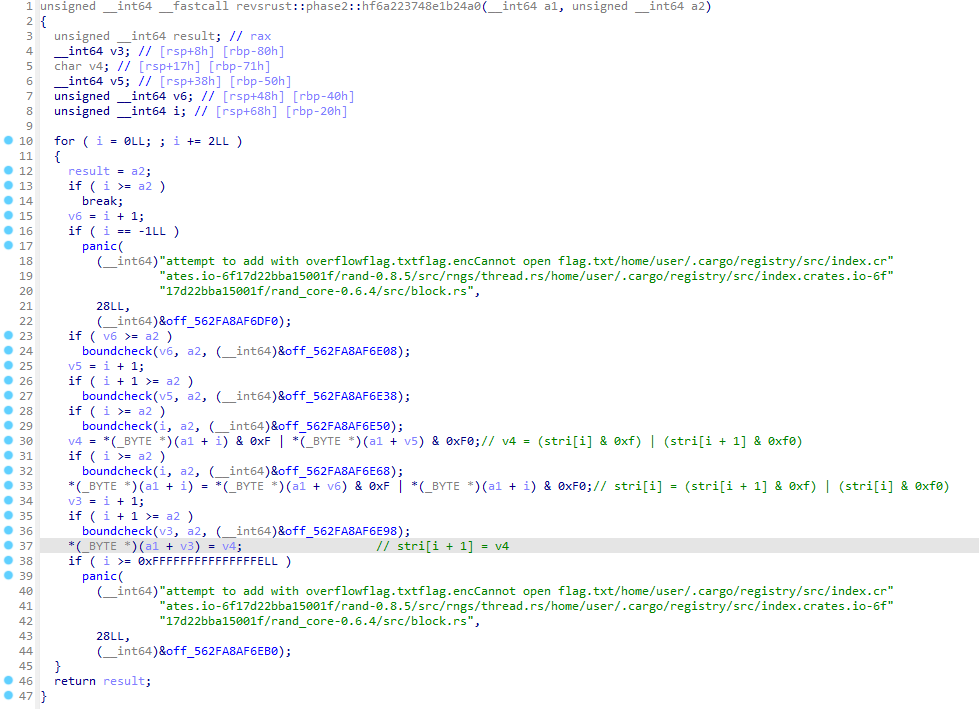 1 unsigned __int64 __fastcall revsrust::phase2::hf6a223748e1b24a0(__int64 a1, unsigned __int64 a2)
2 {
3   unsigned __int64 result; // rax
4   __int64 v3; // [rsp+8h] [rbp-80h]
5   char v4; // [rsp+17h] [rbp-71h]
6   __int64 v5; // [rsp+38h] [rbp-50h]
7   unsigned __int64 v6; // [rsp+48h] [rbp-40h]
8   unsigned __int64 i; // [rsp+68h] [rbp-20h]
9
10   for ( i = 0LL; ; i += 2LL )
11   {
12     result = a2;
13     if ( i >= a2 )
14       break;
15     v6 = i + 1;
16     if ( i == -1LL )
17       panic(
18         (__int64)"attempt to add with overflowflag.txtflag.encCannot open flag.txt/home/user/.cargo/registry/src/index.cr"
19                  "ates.io-6f17d22bba15001f/rand-0.8.5/src/rngs/thread.rs/home/user/.cargo/registry/src/index.crates.io-6f"
20                  "17d22bba15001f/rand_core-0.6.4/src/block.rs",
21         28LL,
22         (__int64)&off_562FA8AF6DF0);
23     if ( v6 >= a2 )
24       boundcheck(v6, a2, (__int64)&off_562FA8AF6E08);
25     v5 = i + 1;
26     if ( i + 1 >= a2 )
27       boundcheck(v5, a2, (__int64)&off_562FA8AF6E38);
28     if ( i >= a2 )
29       boundcheck(i, a2, (__int64)&off_562FA8AF6E50);
30     v4 = *(_BYTE *)(a1 + i) & 0xF | *(_BYTE *)(a1 + v5) & 0xF0;// v4 = (stri[i] & 0xf) | (stri[i + 1] & 0xf0)
31     if ( i >= a2 )
32       boundcheck(i, a2, (__int64)&off_562FA8AF6E68);
33     *(_BYTE *)(a1 + i) = *(_BYTE *)(a1 + v6) & 0xF | *(_BYTE *)(a1 + i) & 0xF0;// stri[i] = (stri[i + 1] & 0xf) | (stri[i] & 0xf0)
34     v3 = i + 1;
35     if ( i + 1 >= a2 )
36       boundcheck(v3, a2, (__int64)&off_562FA8AF6E98);
37     *(_BYTE *)(a1 + v3) = v4;                   // stri[i + 1] = v4
38     if ( i >= 0xFFFFFFFFFFFFFFFELL )
39       panic(
40         (__int64)"attempt to add with overflowflag.txtflag.encCannot open flag.txt/home/user/.cargo/registry/src/index.cr"
41                  "ates.io-6f17d22bba15001f/rand-0.8.5/src/rngs/thread.rs/home/user/.cargo/registry/src/index.crates.io-6f"
42                  "17d22bba15001f/rand_core-0.6.4/src/block.rs",
43         28LL,
44         (__int64)&off_562FA8AF6EB0);
45   }
46   return result;
47 }